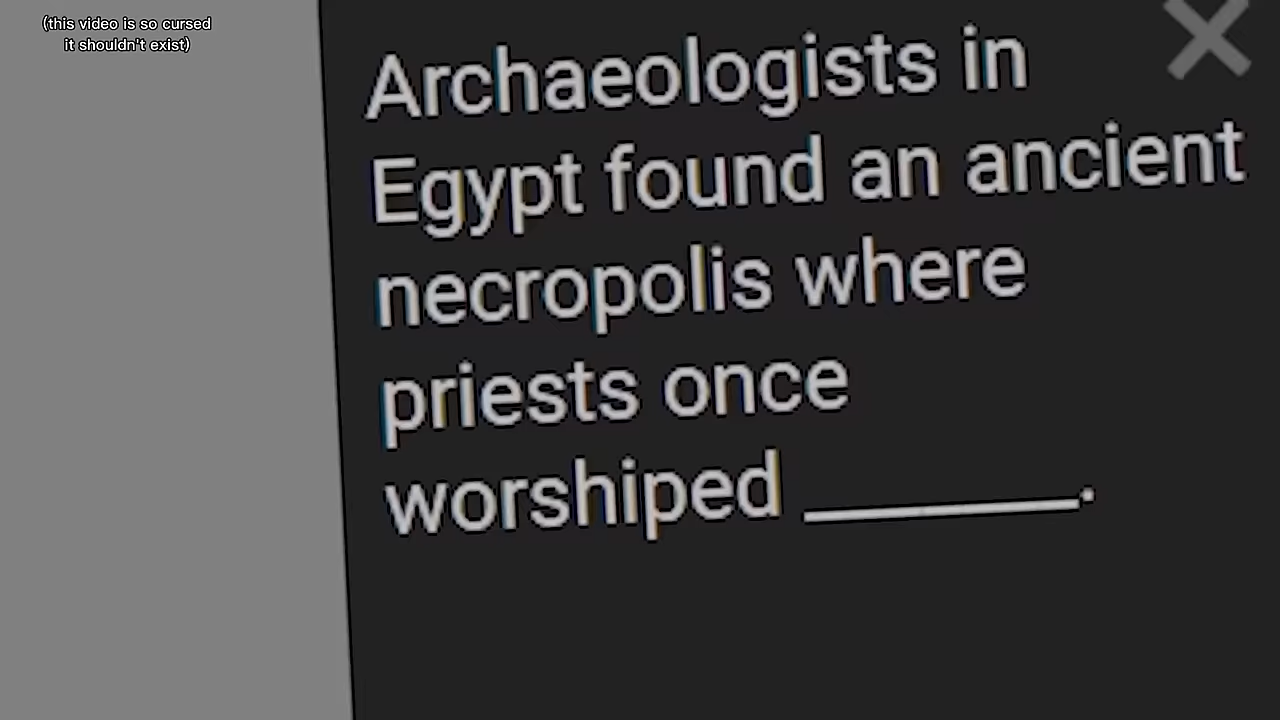 (this video is so cursed
it shouldn't exist)
Archaeologists in
Egypt found an ancient
necropolis where
priests once
worshiped ________.